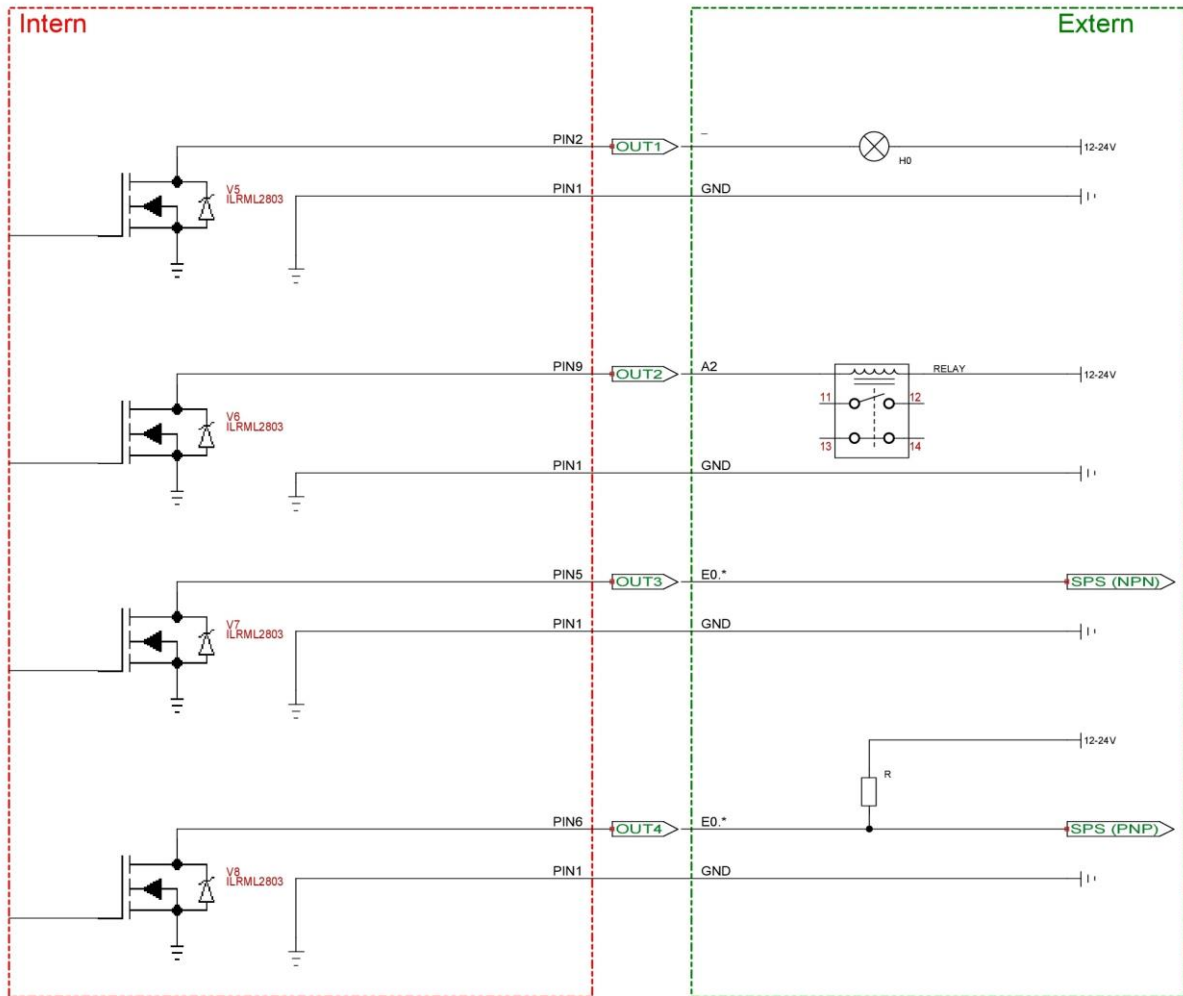 Intern
Extern
PIN2
OUT1
–
H0
12-24V
V5
ILRML2803
PIN1
GND
PIN9
OUT2
A2
RELAY
12-24V
11
12
13
14
V6
ILRML2803
PIN1
GND
PIN5
OUT3
E0.*
SPS (NPN)
V7
ILRML2803
PIN1
GND
12-24V
R
PIN6
OUT4
E0.*
SPS (PNP)
V8
ILRML2803
PIN1
GND